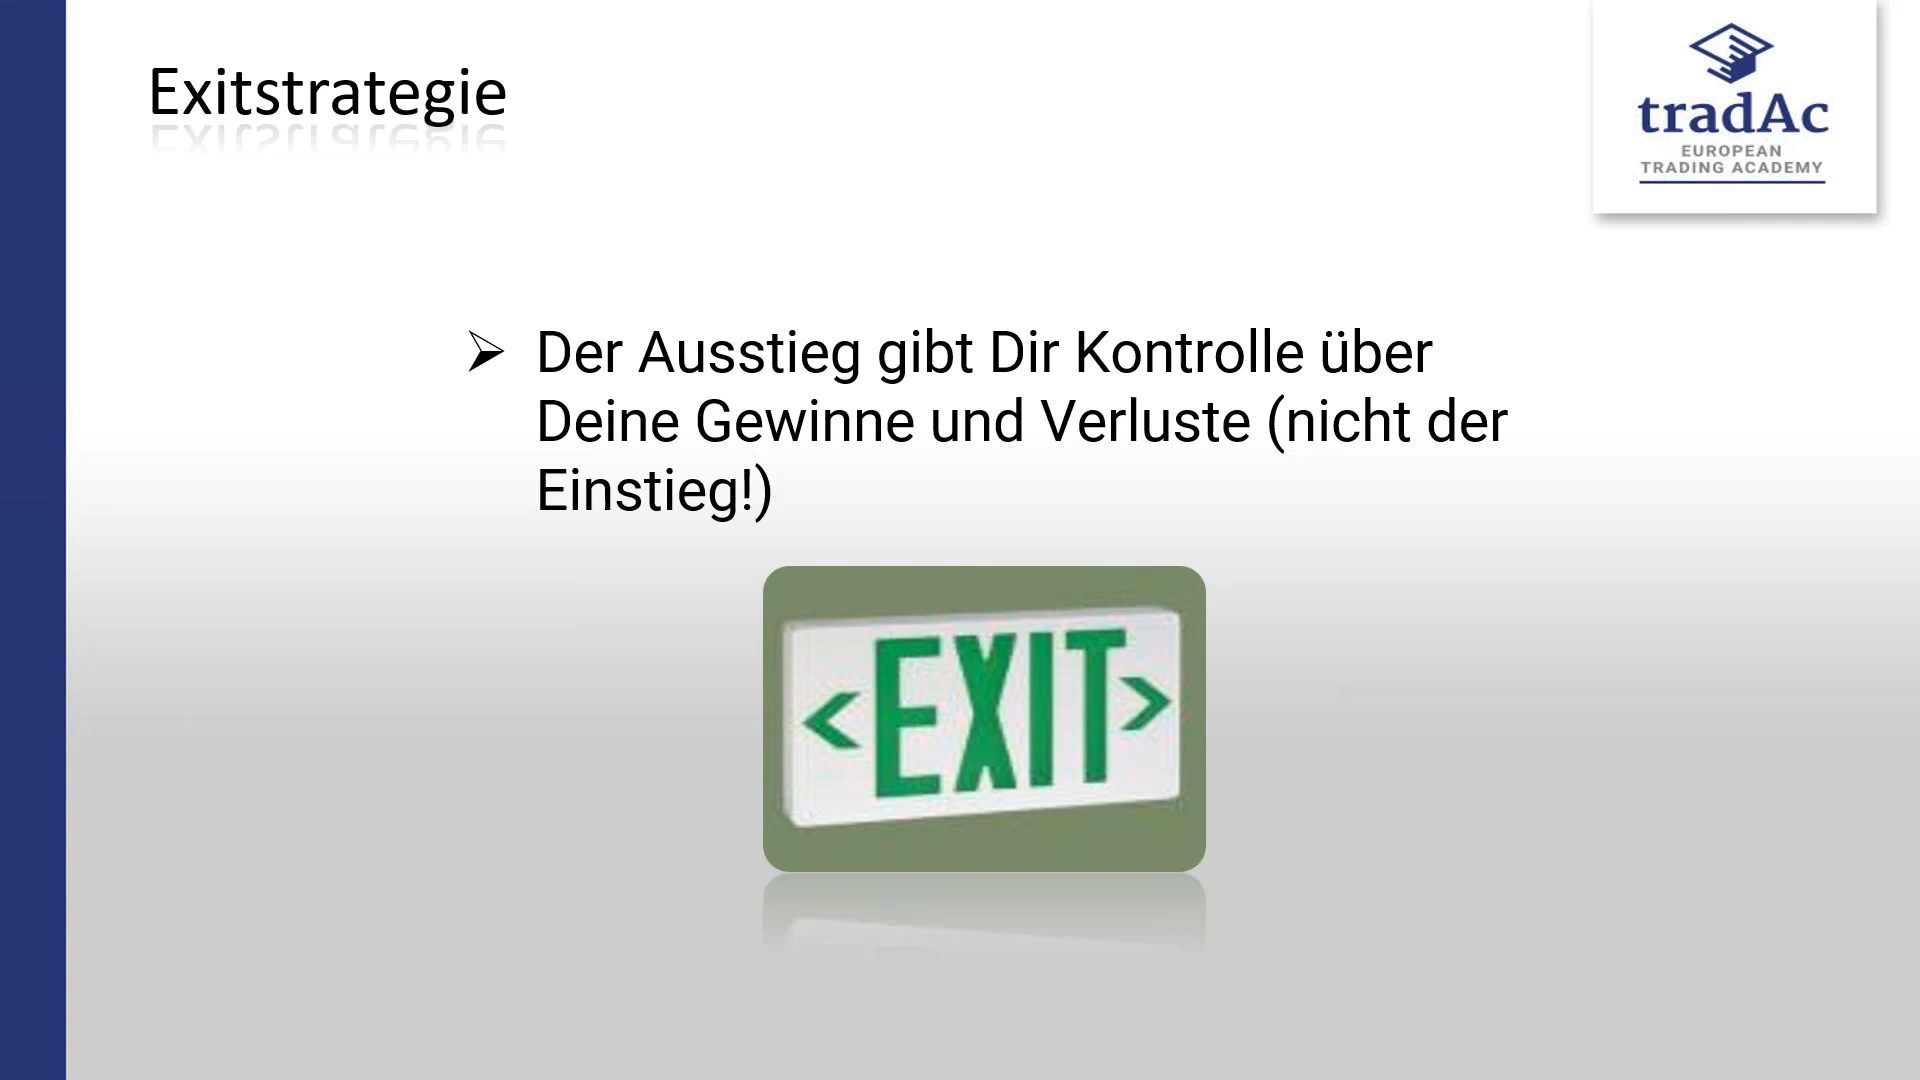 Exitstrategie
tradAc
EUROPEAN
TRADING ACADEMY
Der Ausstieg gibt Dir Kontrolle über
Deine Gewinne und Verluste (nicht der
Einstieg!)
<EXIT>